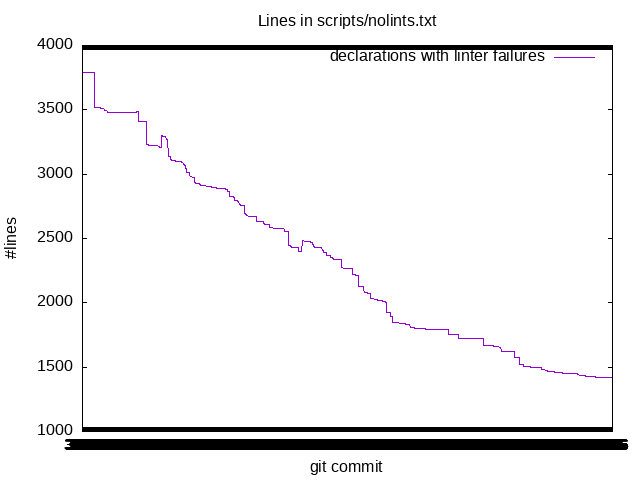 Lines in scripts/nolints.txt
4000
declarations with linter failures
3500
3000
2500
#lines
2000
1500
1000
git commit